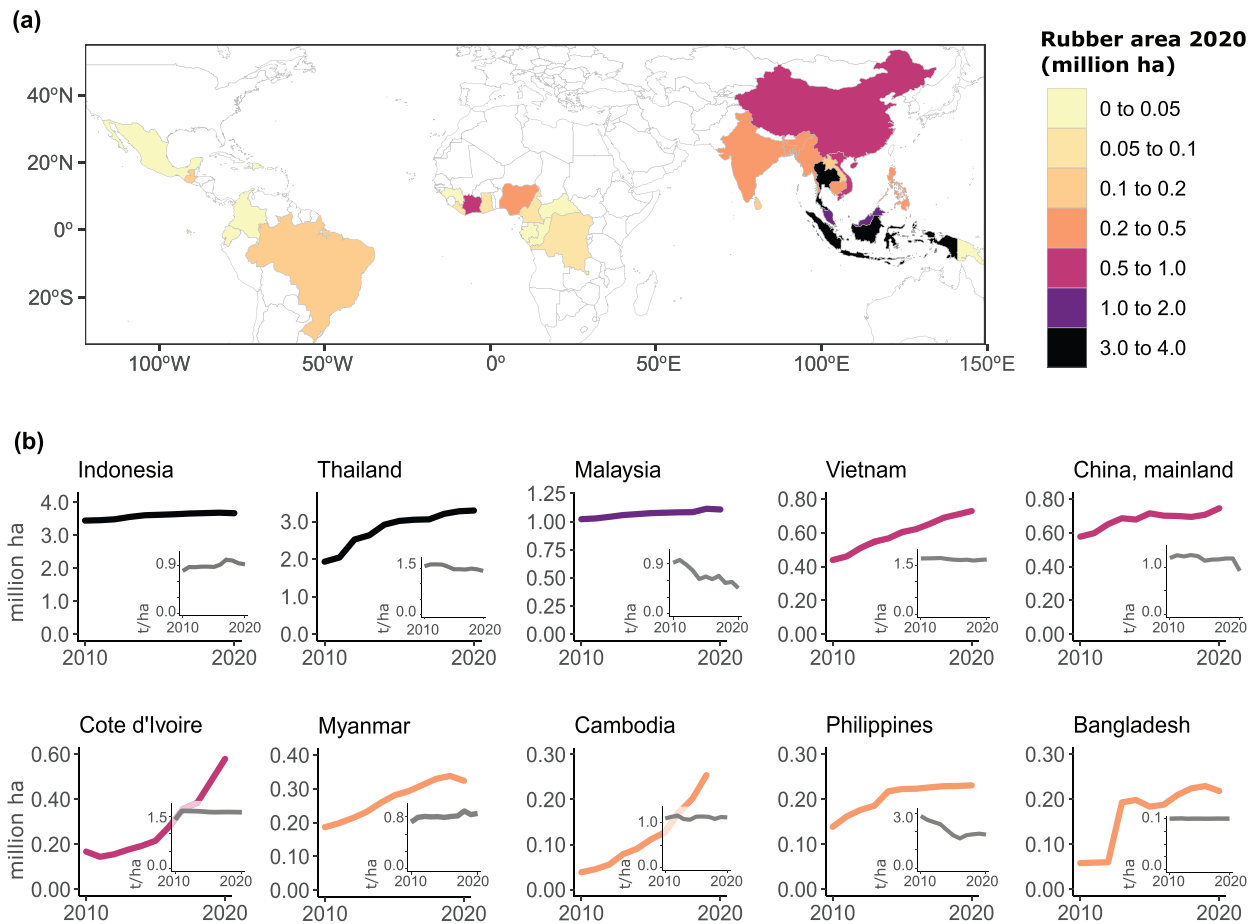 (a)
Rubber area 2020
(million ha)
40°N
20°N
0°
20°S
100°W
50°W
0°
50°E
100°E
150°E
0 to 0.05
0.05 to 0.1
0.1 to 0.2
0.2 to 0.5
0.5 to 1.0
1.0 to 2.0
3.0 to 4.0
(b)
Indonesia
million ha
4.0
3.0
2.0
1.0
0.0
2010
2020
t/ha
0.9
0.0
2010
2020
Thailand
3.0
2.0
1.0
0.0
2010
2020
t/ha
1.5
0.0
2010
2020
Malaysia
1.25
1.00
0.75
0.50
0.25
0.00
2010
2020
t/ha
0.9
0.0
2010
2020
Vietnam
0.80
0.60
0.40
0.20
0.00
2010
2020
t/ha
1.5
0.0
2010
2020
China, mainland
0.80
0.60
0.40
0.20
0.00
2010
2020
t/ha
1.0
0.0
2010
2020
Cote d'Ivoire
million ha
0.60
0.40
0.20
0.00
2010
2020
t/ha
1.5
0.0
2010
2020
Myanmar
0.40
0.30
0.20
0.10
0.00
2010
2020
t/ha
0.8
0.0
2010
2020
Cambodia
0.30
0.20
0.10
0.00
2010
2020
t/ha
1.0
0.0
2010
2020
Philippines
0.30
0.20
0.10
0.00
2010
2020
t/ha
3.0
0.0
2010
2020
Bangladesh
0.30
0.20
0.10
0.00
2010
2020
t/ha
0.1
0.0
2010
2020